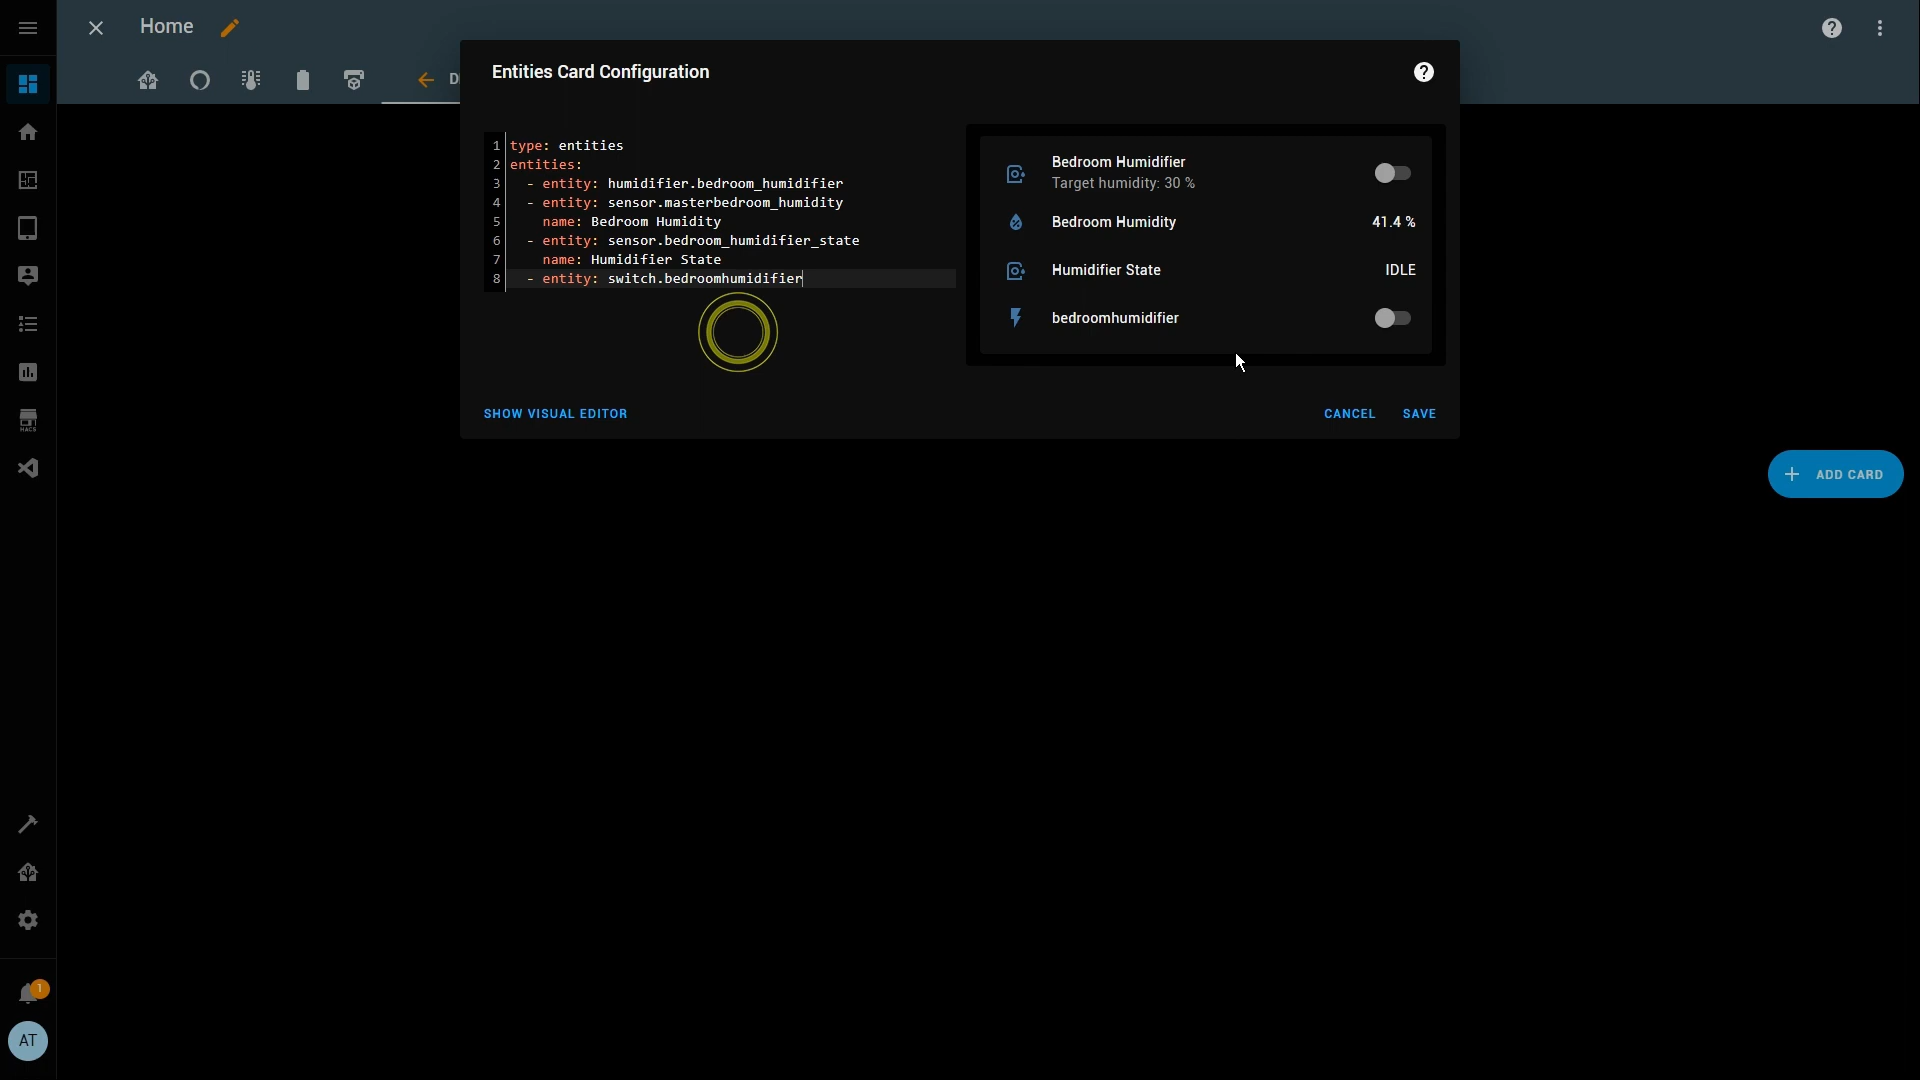 Home
D
Entities Card Configuration
1 type: entities
2 entities:
3 - entity: humidifier.bedroom_humidifier
4 - entity: sensor.masterbedroom_humidity
5 name: Bedroom Humidity
6 - entity: sensor.bedroom_humidifier_state
7 name: Humidifier State
8 - entity: switch.bedroomhumidifier
Bedroom Humidifier
Target humidity: 30 %
Bedroom Humidity 41.4 %
Humidifier State IDLE
bedroomhumidifier
SHOW VISUAL EDITOR
CANCEL SAVE
ADD CARD
HACS
1
AT